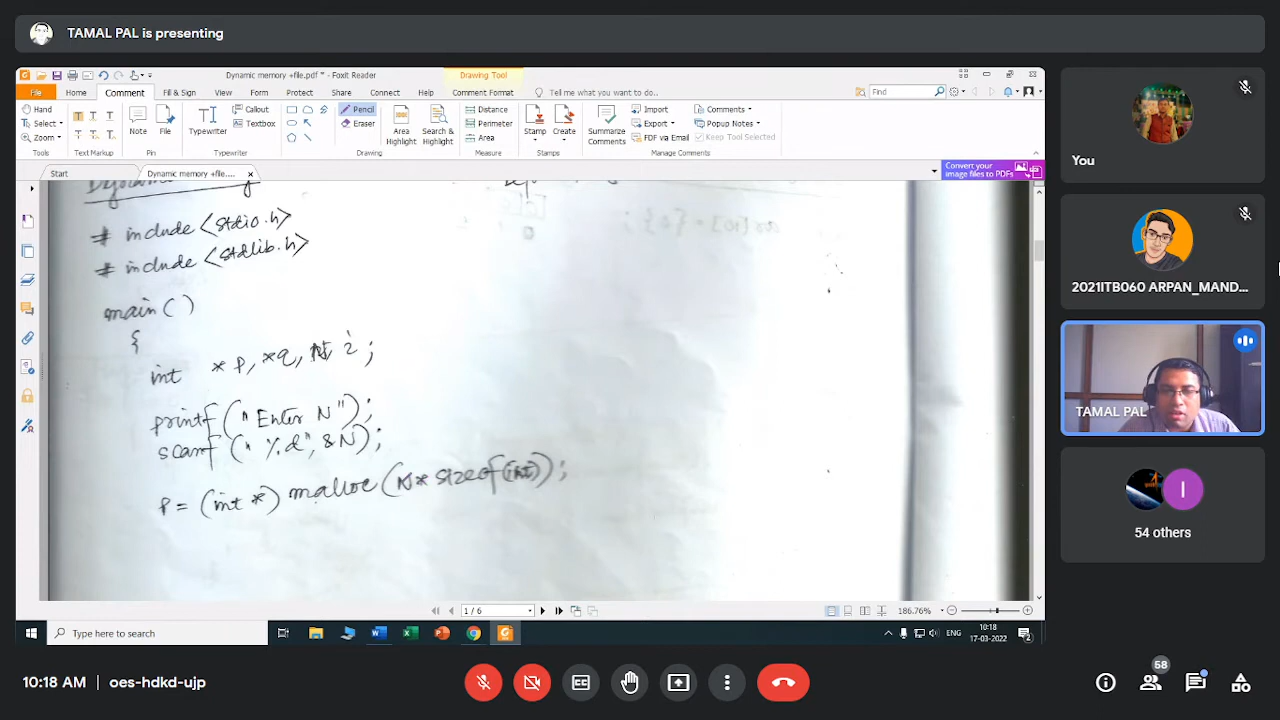 TAMAL PAL is presenting
Dynamic memory +file.pdf * - Foxit Reader
Drawing Tool
File Home Comment Fill & Sign View Form Protect Share Connect Help Comment Format Tell me what you want to do.. Find
Hand
Select
Zoom
Tools
Text Markup
Note
File
Pin
Typewriter
Callout
Textbox
Typewriter
Pencil
Eraser
Drawing
Area Highlight
Search & Highlight
Distance
Perimeter
Area
Measure
Stamp
Create
Stamps
Summarize Comments
Import
Export
FDF via Email
Comments
Popup Notes
Keep Tool Selected
Manage Comments
Start
Dynamic memory +file....
Convert your image files to PDFs
# include <stdio.h>
# include <stdlib.h>
main ( )
{
int *p, *q, N, i ;
printf (" Enter N");
scanf (" %d", &N);
p = (int *) malloc (N* sizeof(int));
1 / 6
186.76%
Type here to search
ENG
10:18
17-03-2022
You
2021ITB060 ARPAN_MAND...
TAMAL PAL
I
54 others
10:18 AM | oes-hdkd-ujp
58